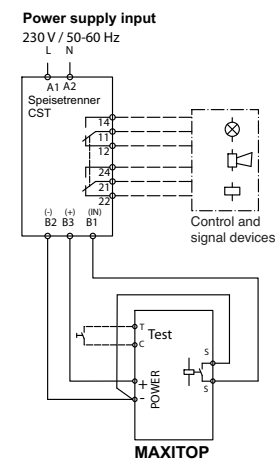 Power supply input
230 V / 50-60 Hz
L N
A1 A2
Speisetrenner
CST
14
11
12
24
21
22
(-) (+) (IN)
B2 B3 B1
Control and
signal devices
T
Test
C
S
+
POWER
-
S
MAXITOP